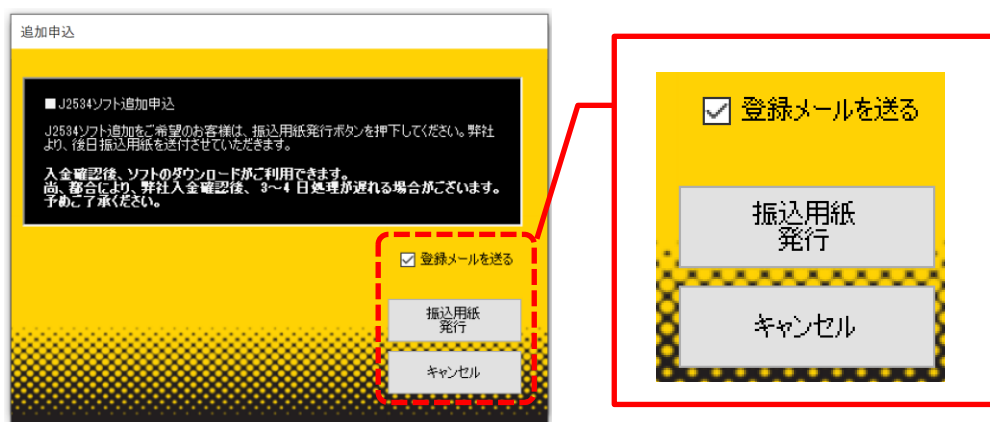 追加申込
■J2534ソフト追加申込
J2534ソフト追加をご希望のお客様は、振込用紙発行ボタンを押下してください。弊社
より、後日振込用紙を送付させていただきます。
入金確認後、ソフトのダウンロードがご利用できます。
尚、都合により、弊社入金確認後、 3～4 日処理が遅れる場合がございます。
予めご了承ください。
登録メールを送る
振込用紙
発行
キャンセル
登録メールを送る
振込用紙
発行
キャンセル